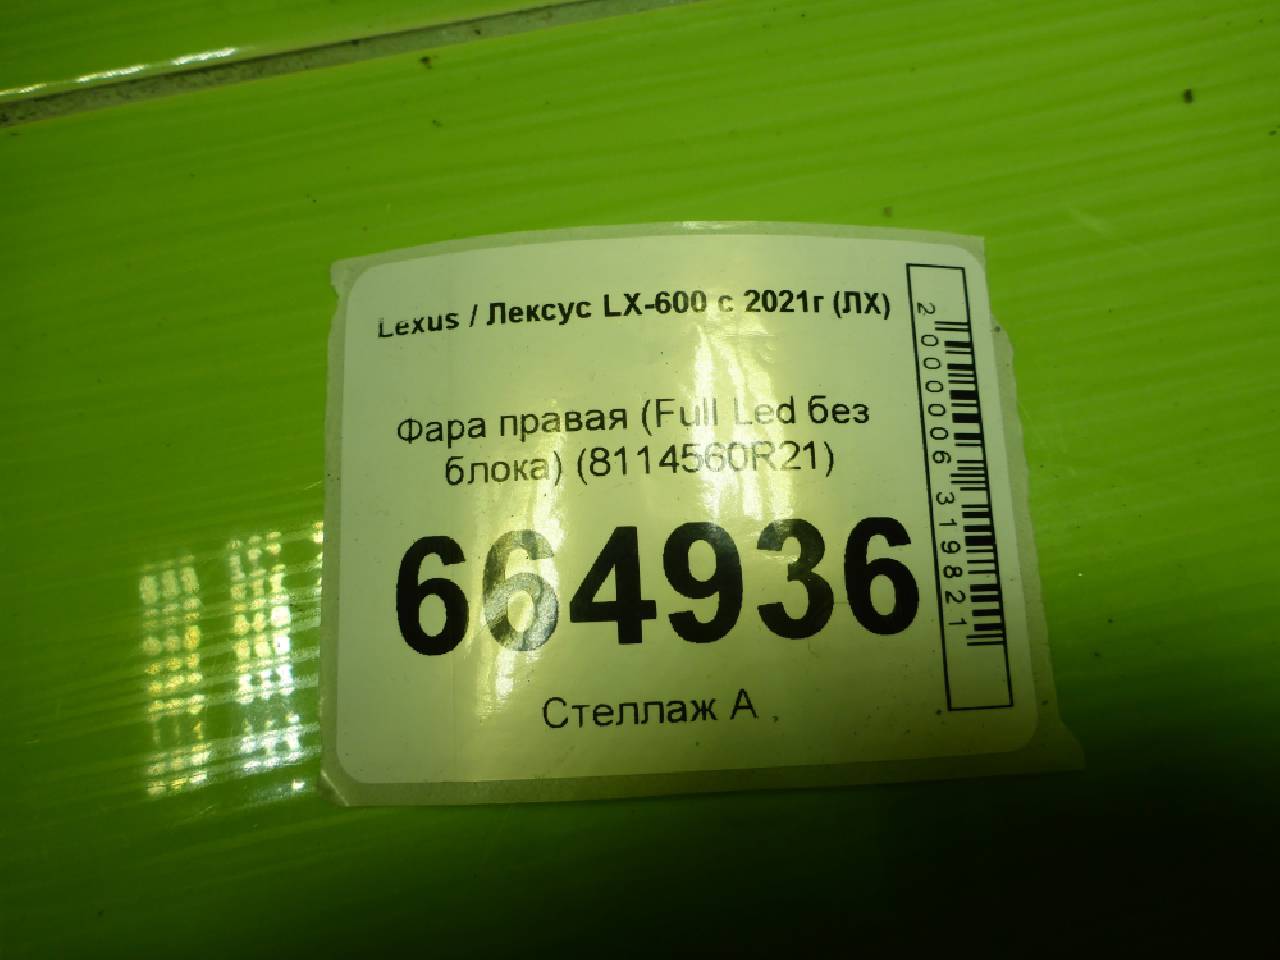 Lexus / Лексус LX-600 с 2021г (ЛХ)
Фара правая (Full Led без
блока) (8114560R21)
664936
Стеллаж А
2000006319821